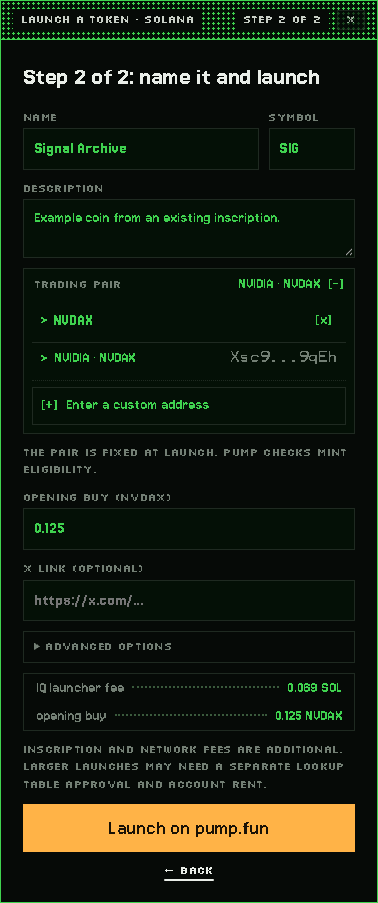 LAUNCH A TOKEN · SOLANA STEP 2 OF 2 X
Step 2 of 2: name it and launch
NAME SYMBOL
Signal Archive SIG
DESCRIPTION
Example coin from an existing inscription.
TRADING PAIR NVIDIA · NVDAX [-]
> NVDAX [x]
> NVIDIA · NVDAX Xsc9...9qEh
[+] Enter a custom address
THE PAIR IS FIXED AT LAUNCH. PUMP CHECKS MINT
ELIGIBILITY.
OPENING BUY (NVDAX)
0.125
X LINK (OPTIONAL)
https://x.com/...
▶ ADVANCED OPTIONS
IQ launcher fee 0.069 SOL
opening buy 0.125 NVDAX
INSCRIPTION AND NETWORK FEES ARE ADDITIONAL.
LARGER LAUNCHES MAY NEED A SEPARATE LOOKUP
TABLE APPROVAL AND ACCOUNT RENT.
Launch on pump.fun
← BACK